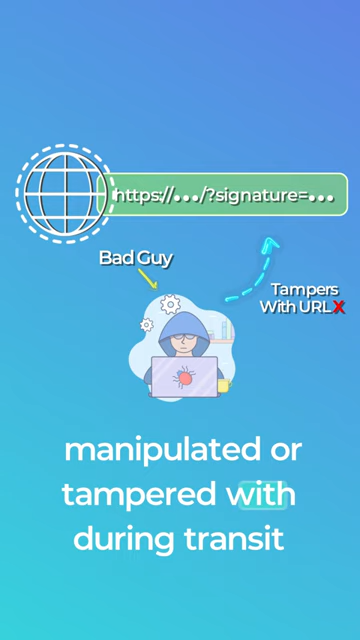 https://•••/?signature=•••
Bad Guy
Tampers
With URL X
manipulated or
tampered with
during transit